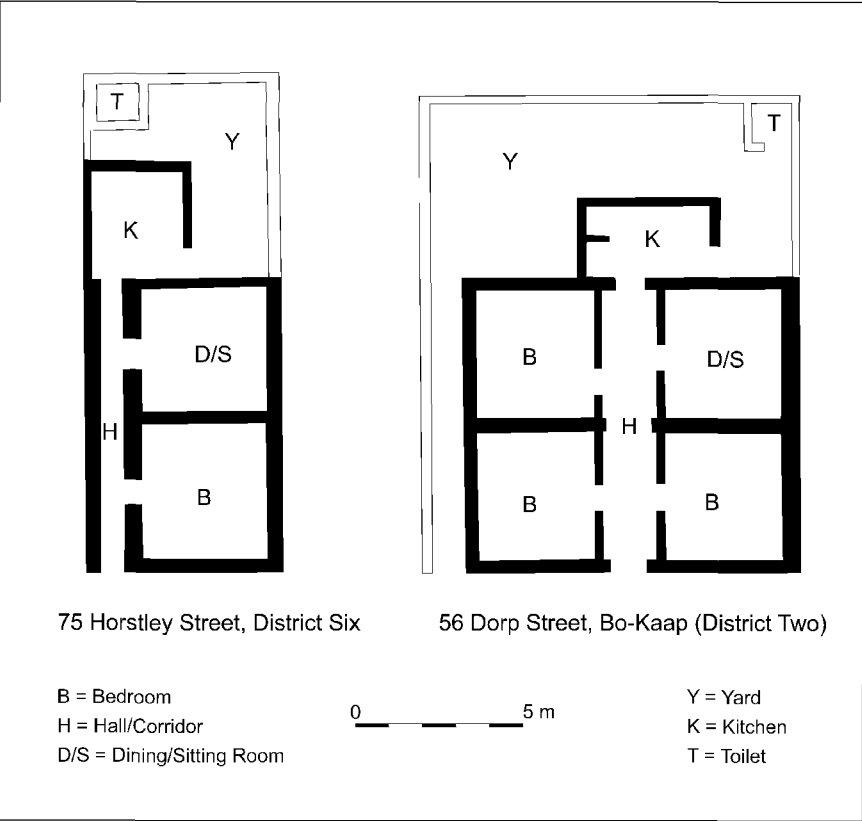 T
Y
K
D/S
H
B
T
Y
K
B
D/S
H
B
B
75 Horstley Street, District Six
56 Dorp Street, Bo-Kaap (District Two)
B = Bedroom
H = Hall/Corridor
D/S = Dining/Sitting Room
0 5 m
Y = Yard
K = Kitchen
T = Toilet